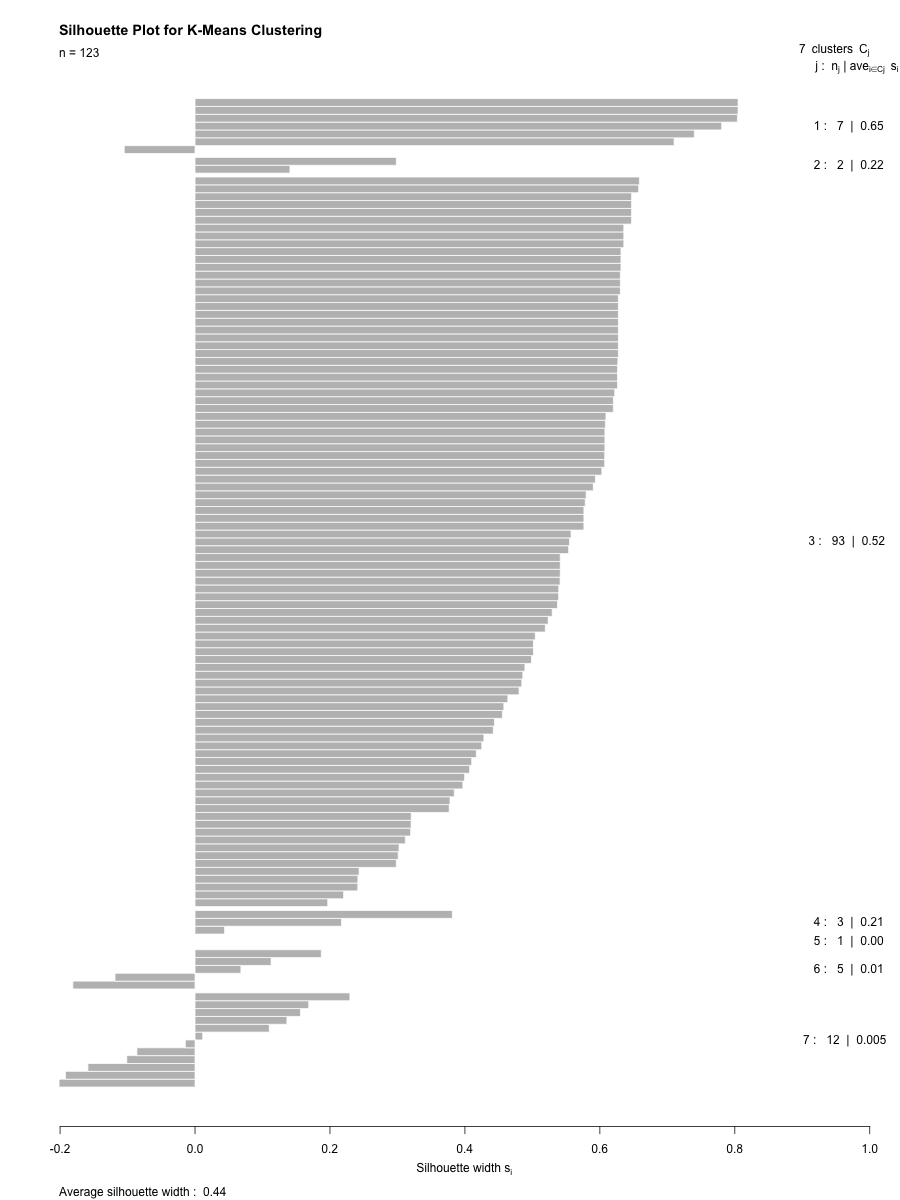 Silhouette Plot for K-Means Clustering
n = 123
7 clusters Cj
j : nj | avei∈Cj si
1 : 7 | 0.65
2 : 2 | 0.22
3 : 93 | 0.52
4 : 3 | 0.21
5 : 1 | 0.00
6 : 5 | 0.01
7 : 12 | 0.005
-0.2 0.0 0.2 0.4 0.6 0.8 1.0
Silhouette width si
Average silhouette width : 0.44